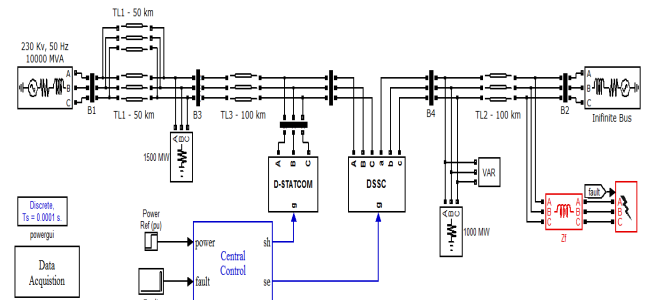 TL1 - 50 km
230 Kv, 50 Hz
10000 MVA
A
B
C
B1
TL1 - 50 km
B3
TL3 - 100 km
B4
TL2 - 100 km
B2
A
B
C
Inifinite Bus
A B C
1500 MW
A B C
D-STATCOM
g
A B C a b c
DSSC
g
VAR
A B C
1000 MW
fault
A
B
C
A
B
C
A
B
C
Zf
Discrete,
Ts = 0.0001 s.
powergui
Power
Ref (pu)
power
sh
Central
Control
fault
se
Data
Acquistion